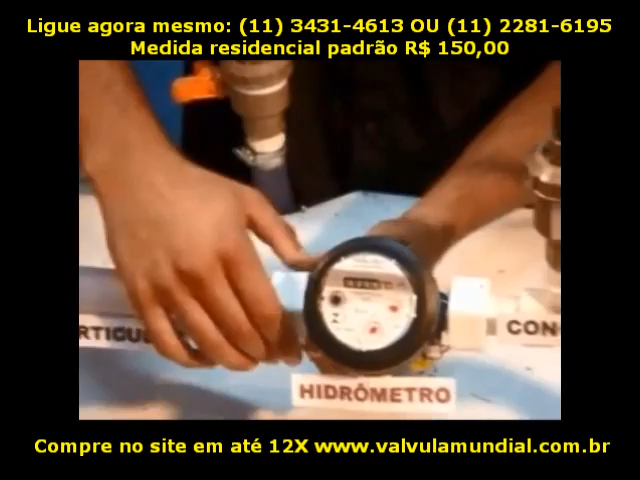 Ligue agora mesmo: (11) 3431-4613 OU (11) 2281-6195
Medida residencial padrão R$ 150,00
HIDRÔMETRO
Compre no site em até 12X www.valvulamundial.com.br